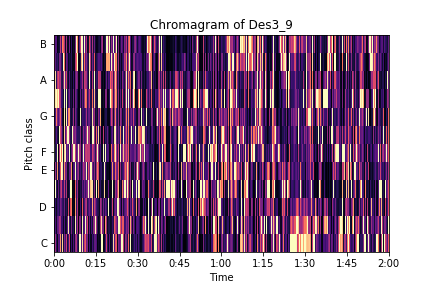 Chromagram of Des3_9
B
A
G
F
E
D
C
Pitch class
0:00 0:15 0:30 0:45 1:00 1:15 1:30 1:45 2:00
Time